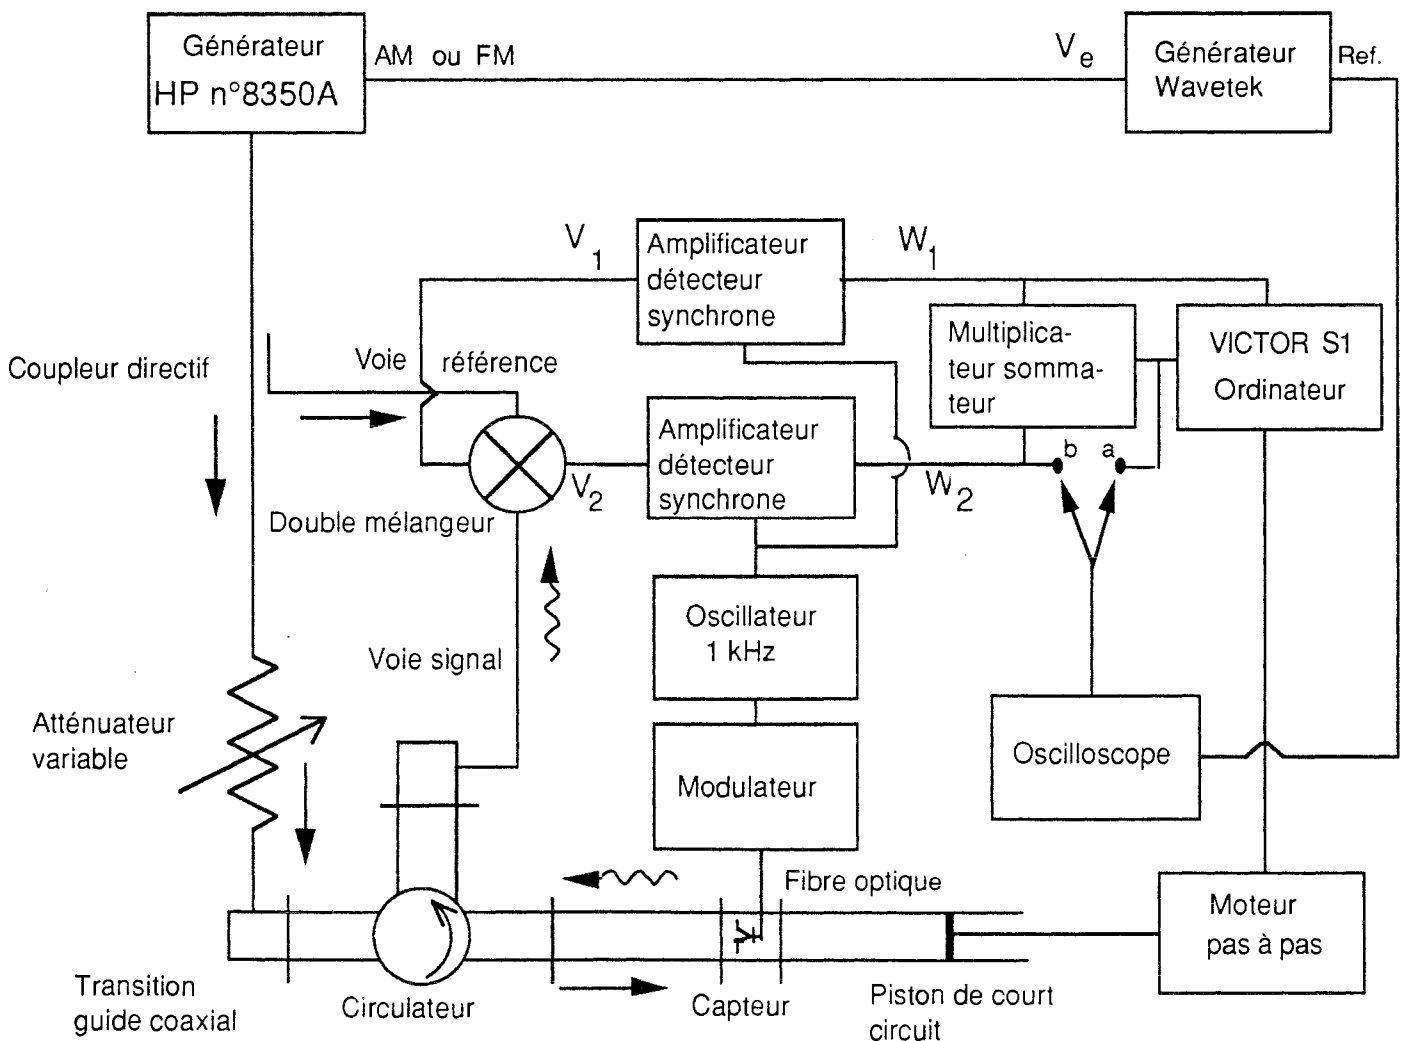 Générateur
HP n°8350A
AM ou FM
Ve
Générateur
Wavetek
Ref.
V1
Amplificateur
détecteur
synchrone
W1
Coupleur directif
Voie référence
Multiplica-
teur somma-
teur
VICTOR S1
Ordinateur
Amplificateur
détecteur
synchrone
b a
V2
W2
Double mélangeur
Oscillateur
1 kHz
Voie signal
Atténuateur
variable
Oscilloscope
Modulateur
Fibre optique
Moteur
pas à pas
Transition
guide coaxial
Circulateur
Capteur
Piston de court
circuit